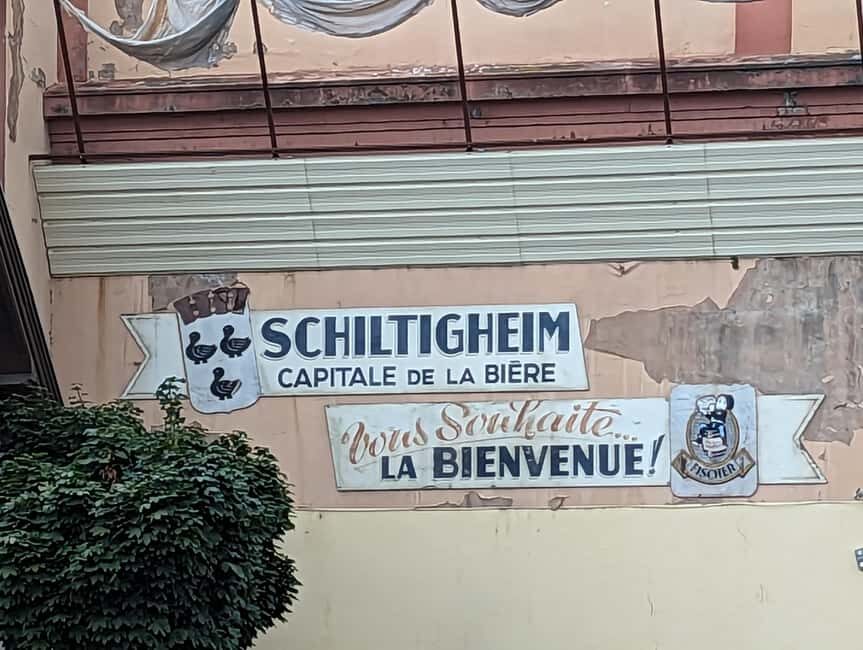 SCHILTIGHEIM
CAPITALE DE LA BIÈRE
Vous Souhaite...
LA BIENVENUE!
FISCHER